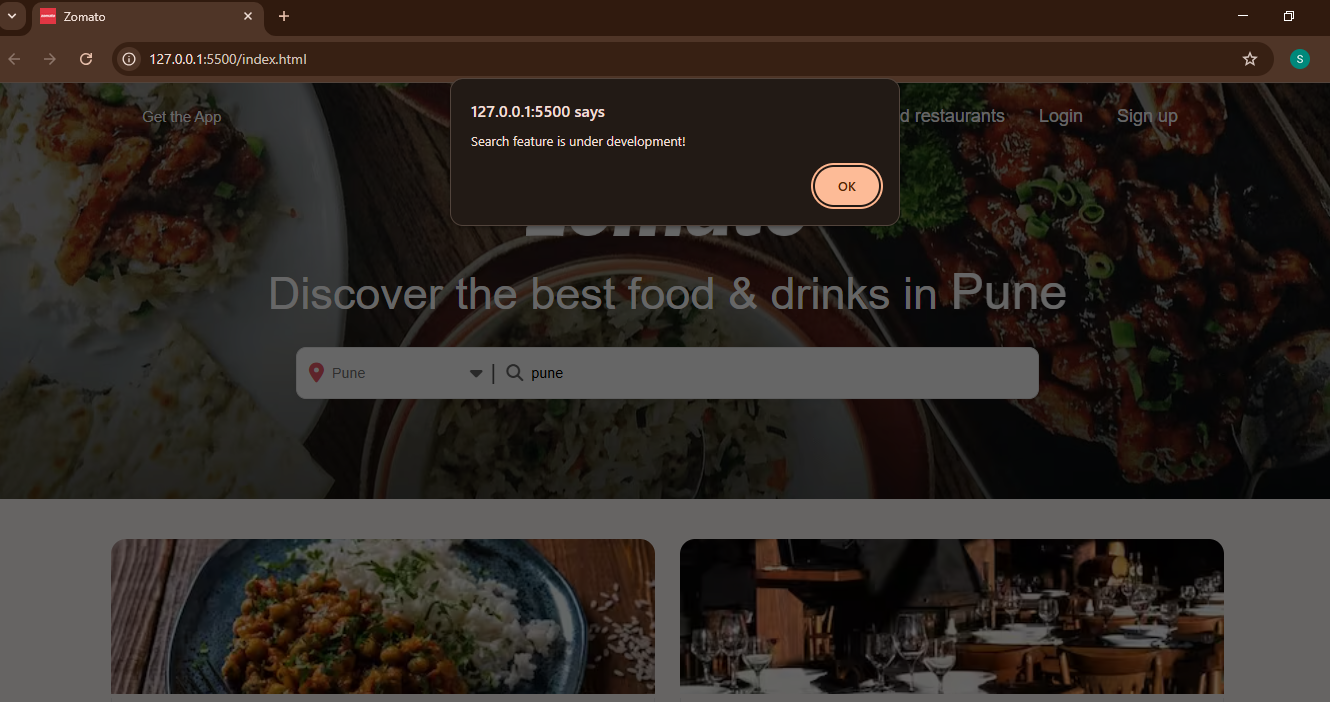 Zomato
127.0.0.1:5500/index.html
S
127.0.0.1:5500 says
Search feature is under development!
OK
Get the App
d restaurants
Login
Sign up
zomato
Discover the best food & drinks in Pune
Pune
pune